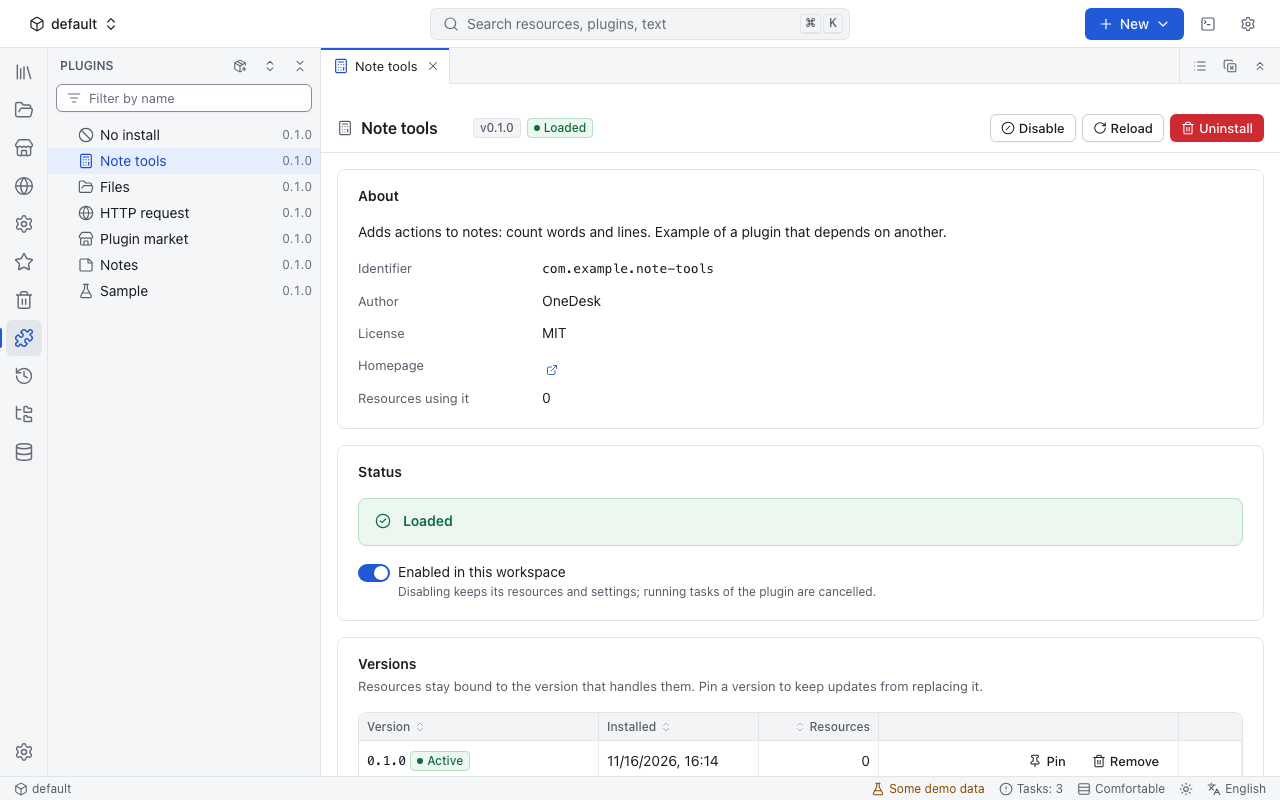 default
Search resources, plugins, text
⌘ K
New
PLUGINS
Filter by name
No install 0.1.0
Note tools 0.1.0
Files 0.1.0
HTTP request 0.1.0
Plugin market 0.1.0
Notes 0.1.0
Sample 0.1.0
Note tools
Note tools v0.1.0 Loaded
Disable Reload Uninstall
About
Adds actions to notes: count words and lines. Example of a plugin that depends on another.
Identifier com.example.note-tools
Author OneDesk
License MIT
Homepage
Resources using it 0
Status
Loaded
Enabled in this workspace
Disabling keeps its resources and settings; running tasks of the plugin are cancelled.
Versions
Resources stay bound to the version that handles them. Pin a version to keep updates from replacing it.
Version Installed Resources
0.1.0 Active 11/16/2026, 16:14 0 Pin Remove
default
Some demo data Tasks: 3 Comfortable English